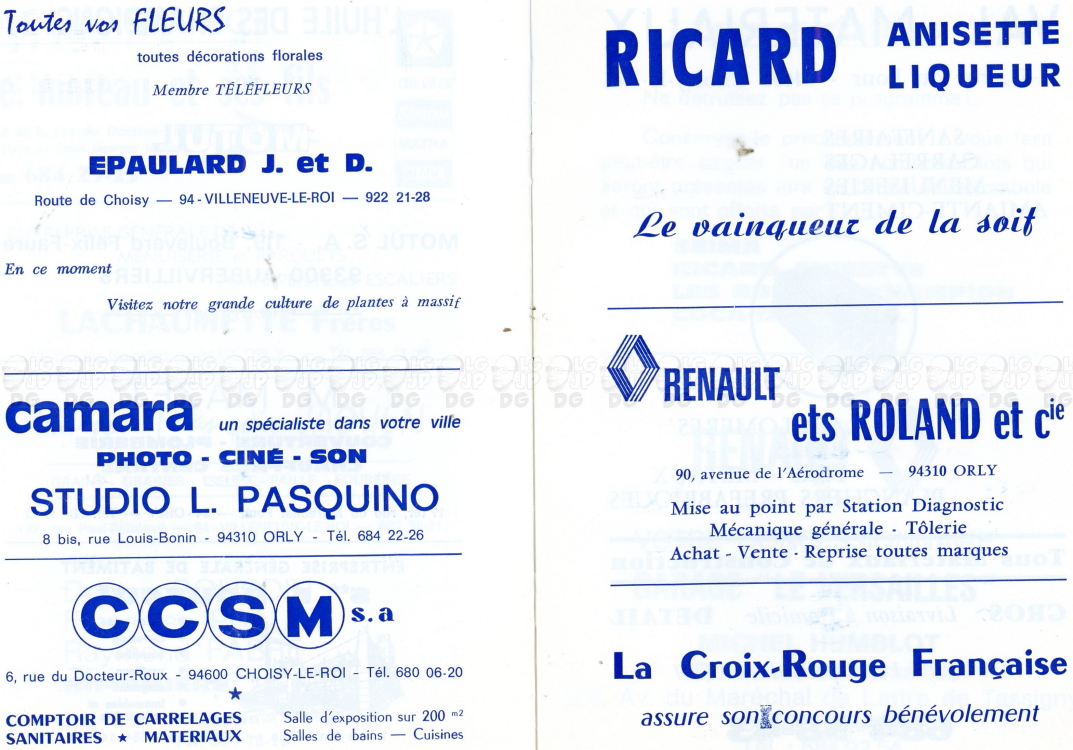 Toutes vos FLEURS
toutes décorations florales
Membre TÉLÉFLEURS
EPAULARD J. et D.
Route de Choisy — 94 - VILLENEUVE-LE-ROI — 922 21-28
En ce moment
Visitez notre grande culture de plantes à massif
camara un spécialiste dans votre ville
PHOTO - CINÉ - SON
STUDIO L. PASQUINO
8 bis, rue Louis-Bonin - 94310 ORLY - Tél. 684 22-26
CCSM s.a
6, rue du Docteur-Roux - 94600 CHOISY-LE-ROI - Tél. 680 06-20
★
COMPTOIR DE CARRELAGES
SANITAIRES ★ MATERIAUX
Salle d'exposition sur 200 m2
Salles de bains — Cuisines
RICARD
ANISETTE
LIQUEUR
Le vainqueur de la soif
RENAULT
ets ROLAND et cie
90, avenue de l'Aérodrome — 94310 ORLY
Mise au point par Station Diagnostic
Mécanique générale - Tôlerie
Achat - Vente - Reprise toutes marques
La Croix-Rouge Française
assure son concours bénévolement